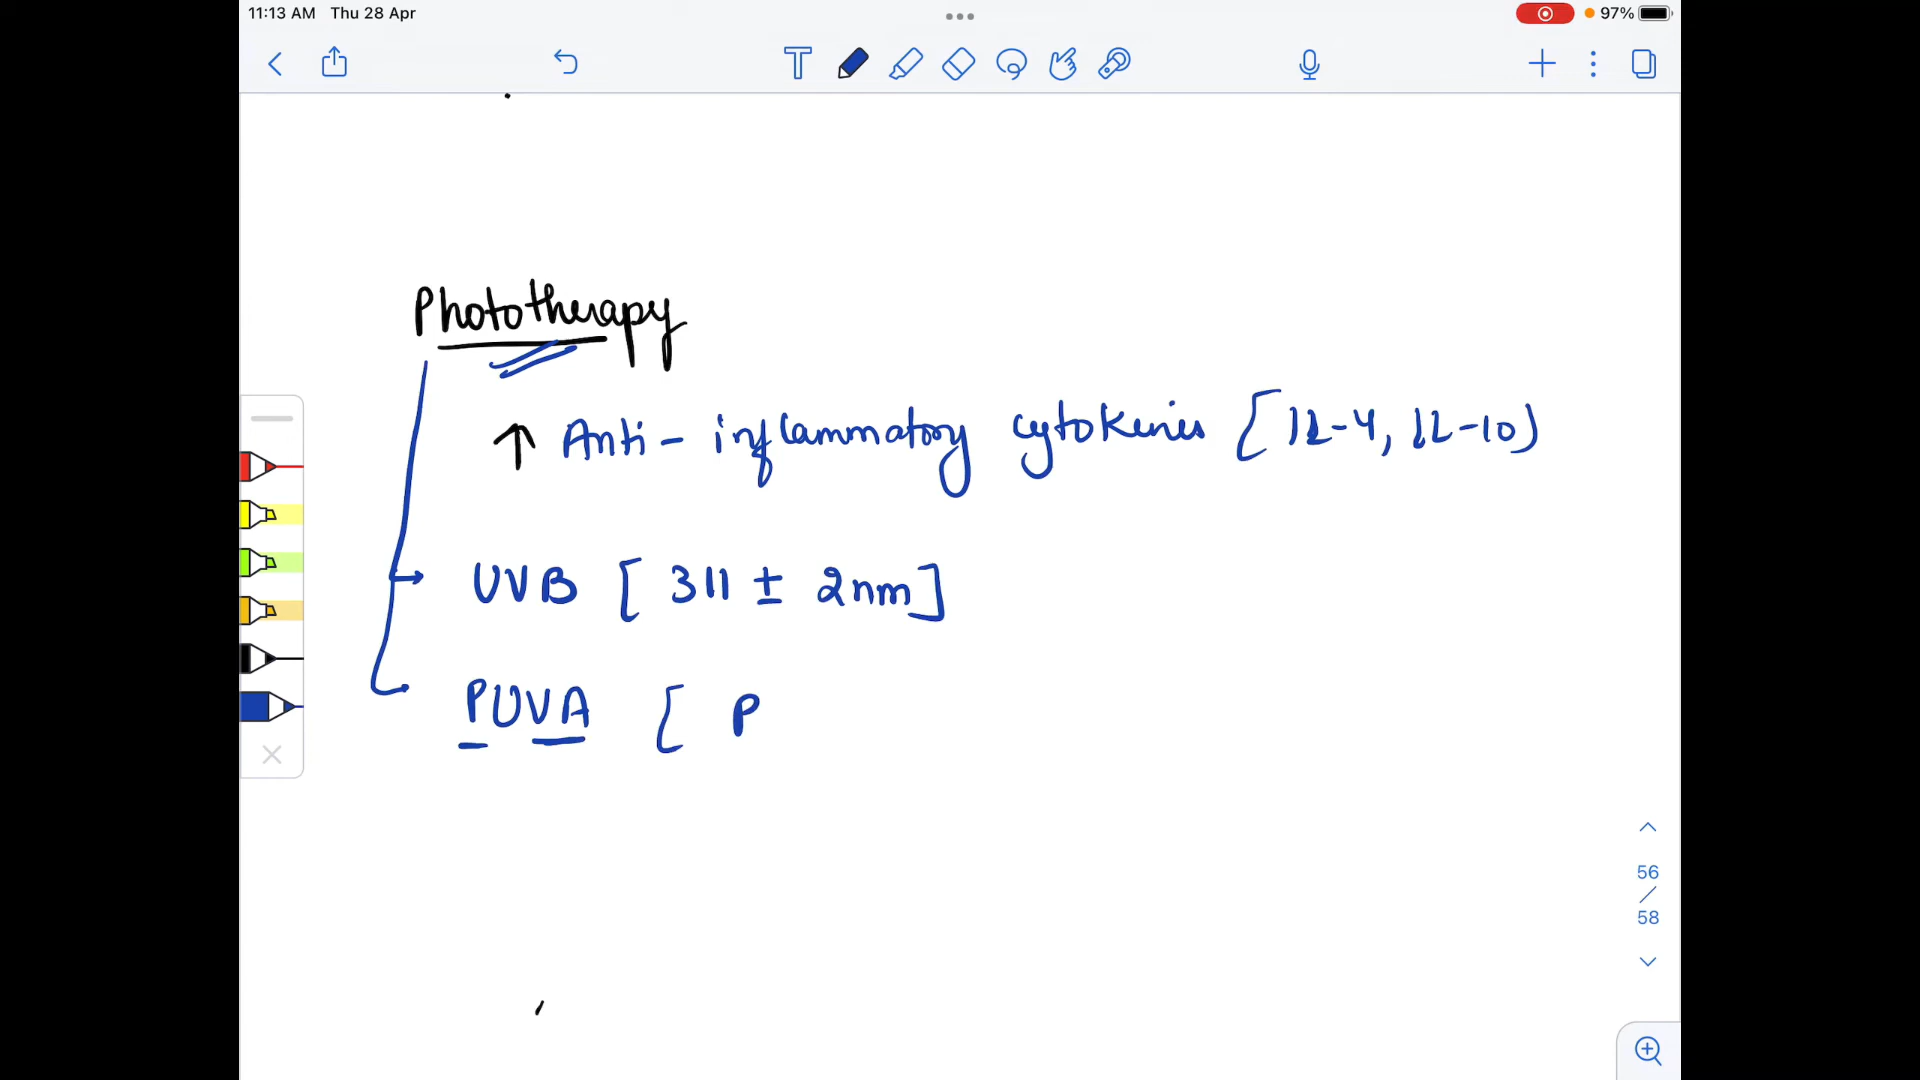 11:13 AM Thu 28 Apr
97%
Phototherapy
↑ Anti - inflammatory cytokenies [IL-4, IL-10)
UVB [ 311 ± 2nm]
PUVA [ P
56
/
58